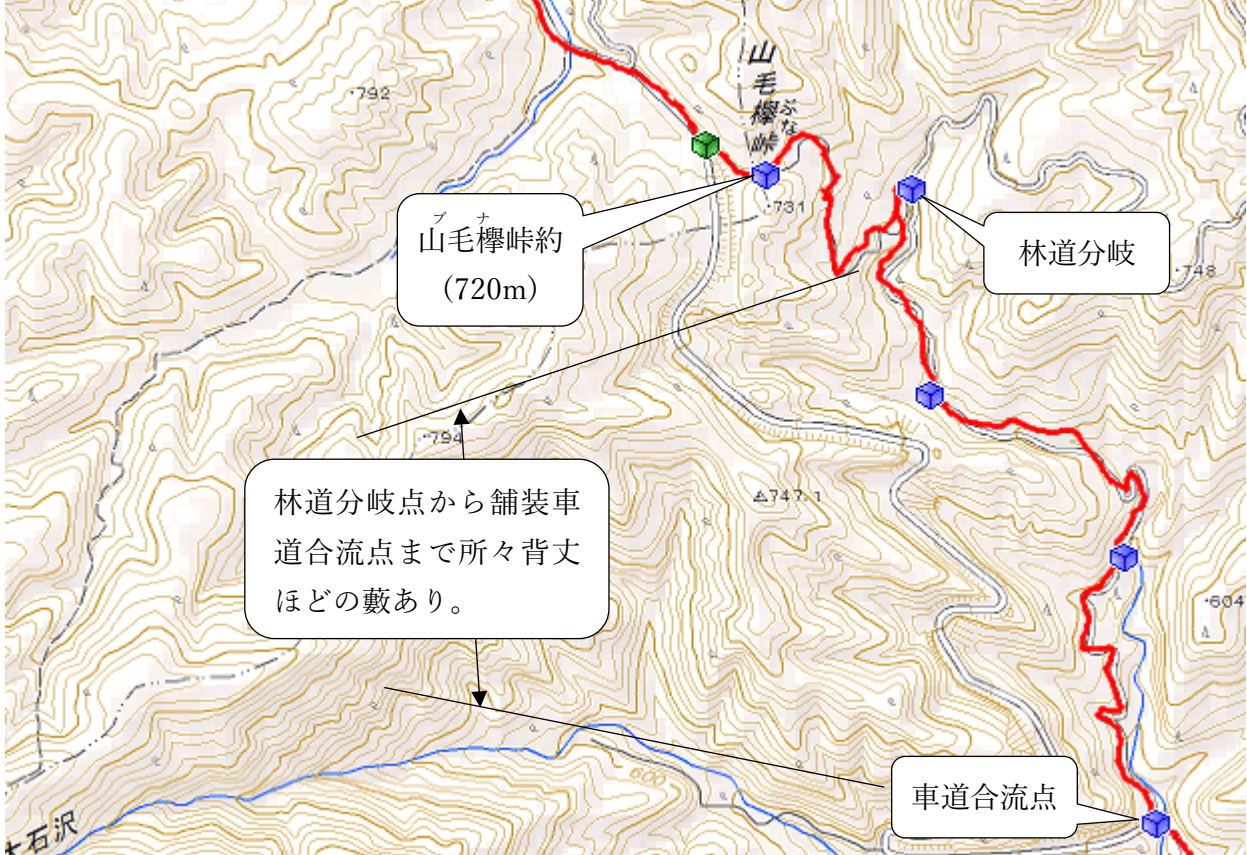 792
山毛欅峠
ぶな
731
ブナ
山毛欅峠約
(720m)
林道分岐
748
794
747.1
林道分岐点から舗装車
道合流点まで所々背丈
ほどの藪あり。
604
600
車道合流点
大石沢